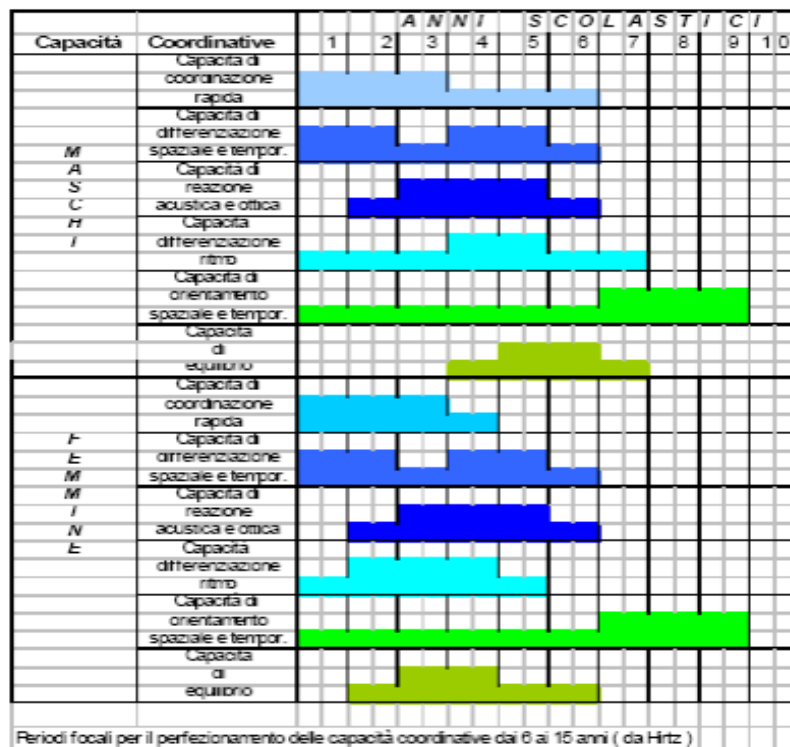 ANNI SCOLASTICI
Capacità Coordinative 1 2 3 4 5 6 7 8 9 10
MASCHI
Capacità di
coordinazione
rapida
Capacità di
differenziazione
spaziale e tempor.
Capacità di
reazione
acustica e ottica
Capacità
differenziazione
ritmo
Capacità di
orientamento
spaziale e tempor.
Capacità
di
equilibrio
FEMMINE
Capacità di
coordinazione
rapida
Capacità di
differenziazione
spaziale e tempor.
Capacità di
reazione
acustica e ottica
Capacità
differenziazione
ritmo
Capacità di
orientamento
spaziale e tempor.
Capacità
di
equilibrio
Periodi focali per il perfezionamento delle capacità coordinative dai 6 ai 15 anni ( da Hirtz )